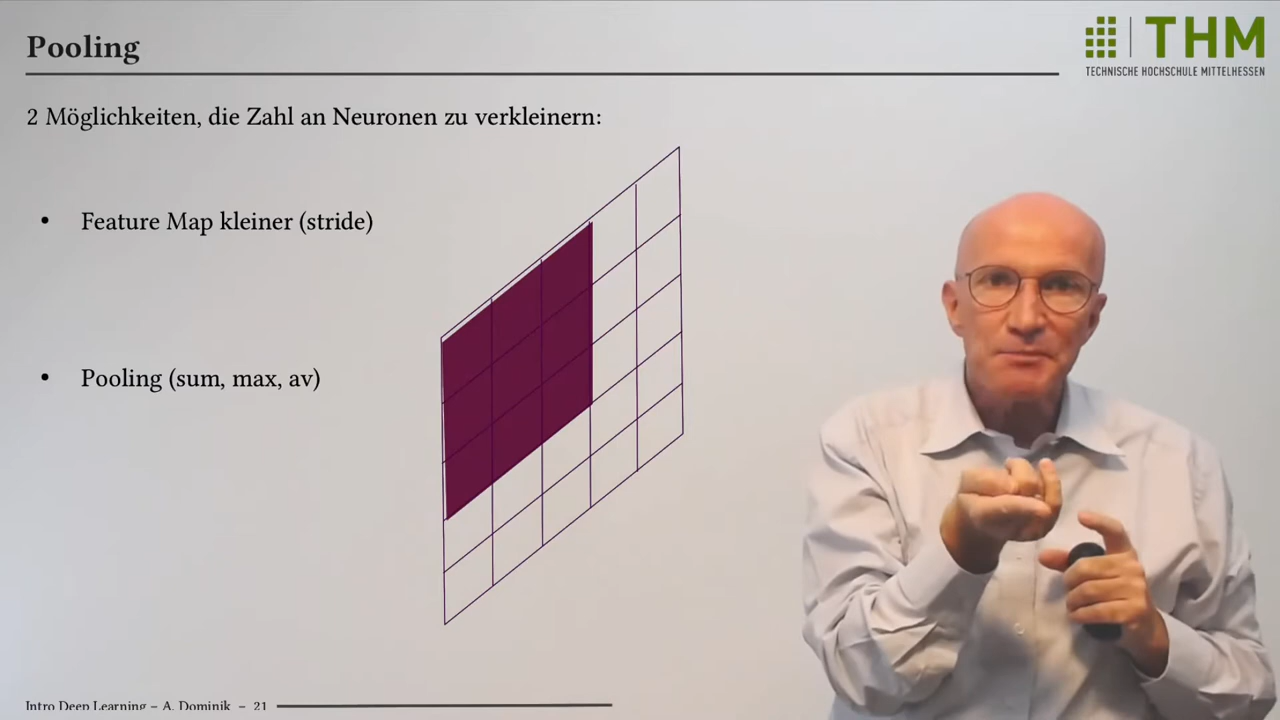 Pooling
THM
TECHNISCHE HOCHSCHULE MITTELHESSEN
2 Möglichkeiten, die Zahl an Neuronen zu verkleinern:
• Feature Map kleiner (stride)
• Pooling (sum, max, av)
Intro Deep Learning – A. Dominik – 21